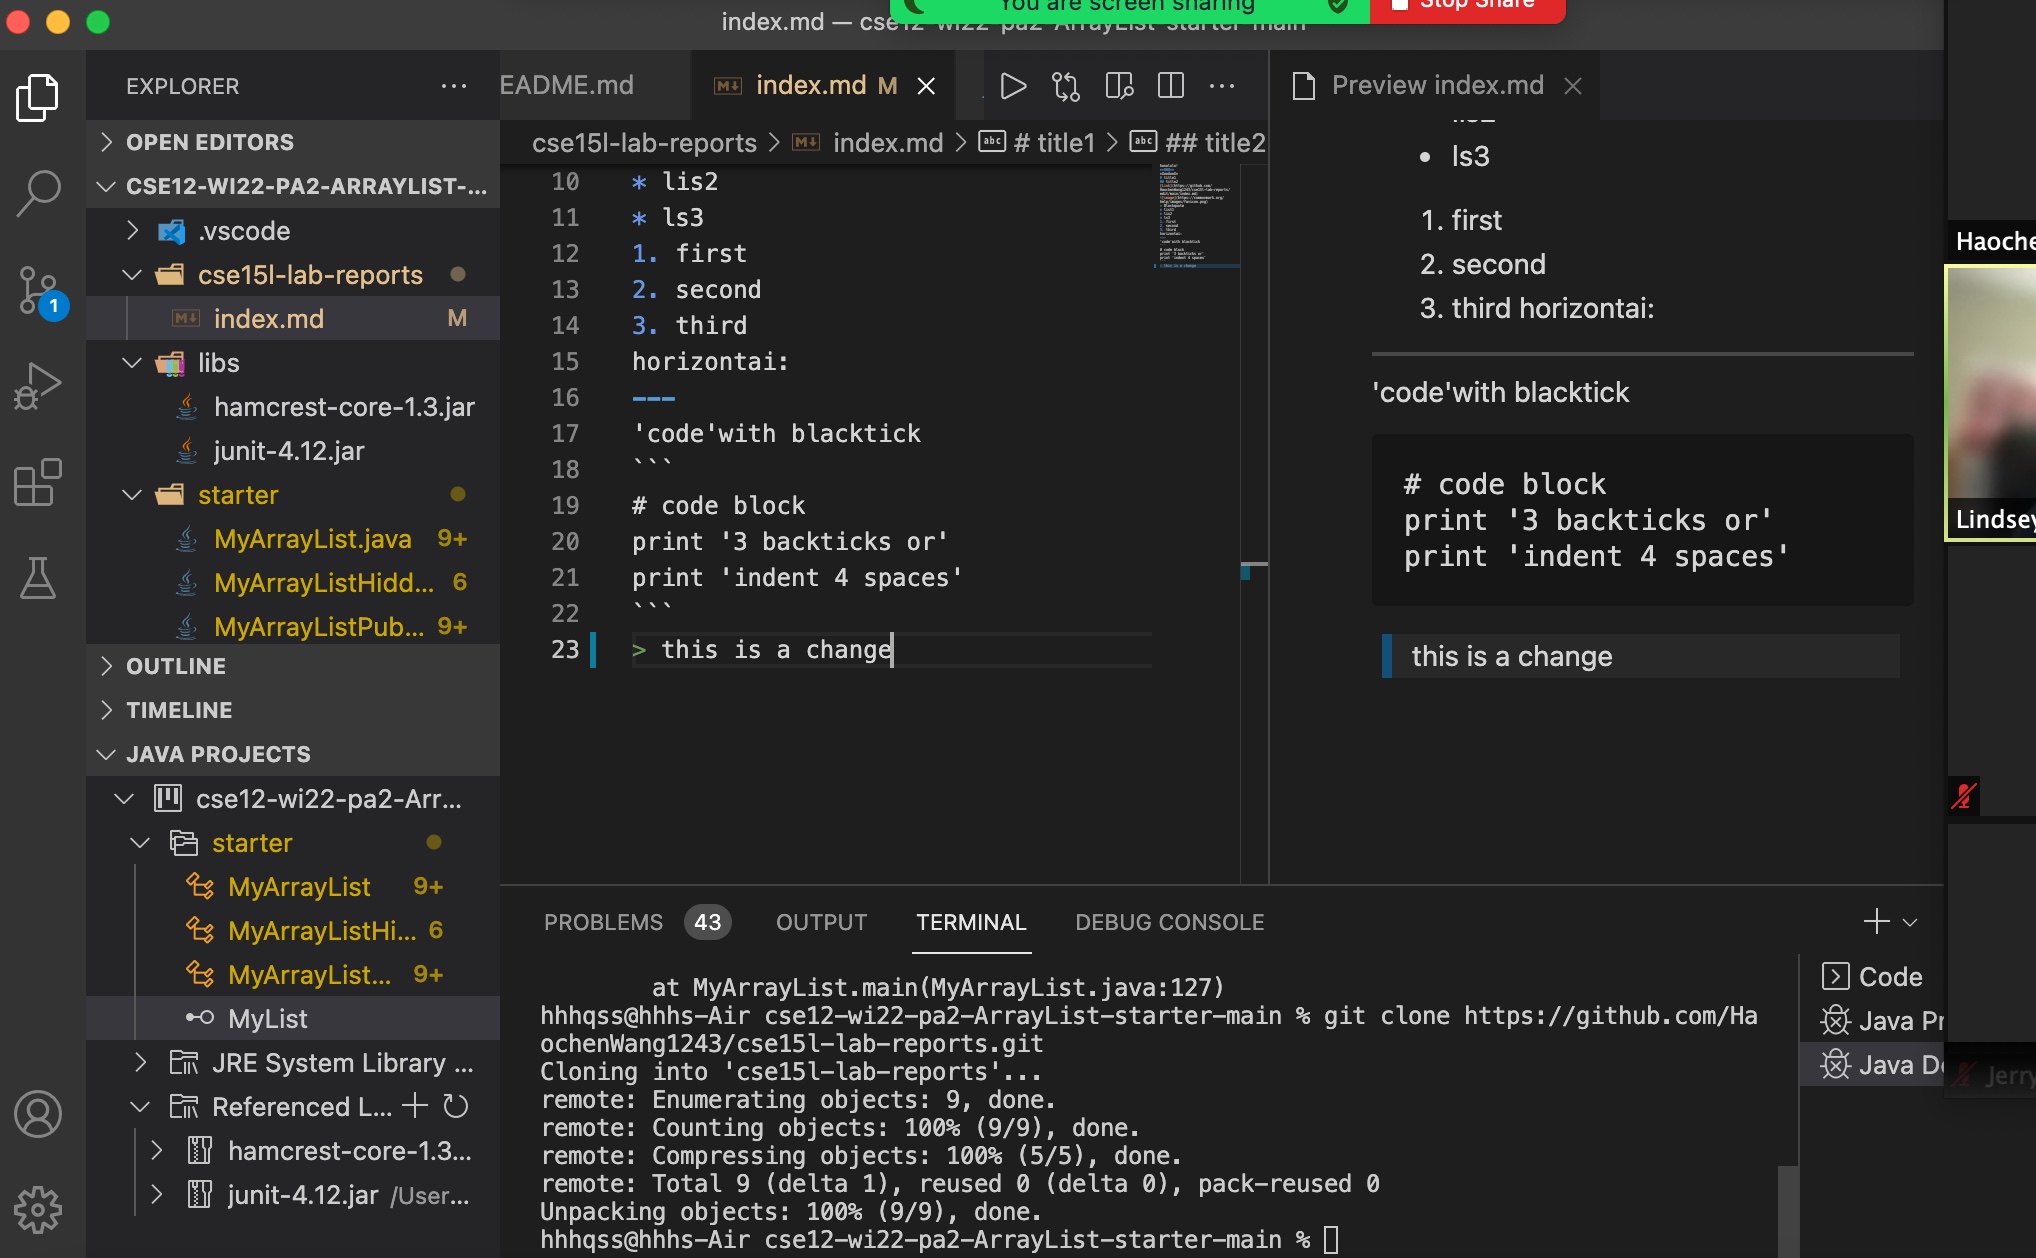 You are screen sharing
Stop Share
index.md — cse12-wi22-pa2-ArrayList-starter-main
EXPLORER
OPEN EDITORS
CSE12-WI22-PA2-ARRAYLIST-...
.vscode
cse15l-lab-reports
index.md M
libs
hamcrest-core-1.3.jar
junit-4.12.jar
starter
MyArrayList.java 9+
MyArrayListHidd... 6
MyArrayListPub... 9+
OUTLINE
TIMELINE
JAVA PROJECTS
cse12-wi22-pa2-Arr...
starter
MyArrayList 9+
MyArrayListHi... 6
MyArrayList... 9+
MyList
JRE System Library ...
Referenced L...
hamcrest-core-1.3...
junit-4.12.jar /User...
1
EADME.md
index.md M
cse15l-lab-reports > index.md > # title1 > ## title2
10 * lis2
11 * ls3
12 1. first
13 2. second
14 3. third
15 horizontai:
16 ---
17 'code'with blacktick
18 ```
19 # code block
20 print '3 backticks or'
21 print 'indent 4 spaces'
22 ```
23 > this is a change
Preview index.md
• ls3
1. first
2. second
3. third horizontai:
'code'with blacktick
# code block
print '3 backticks or'
print 'indent 4 spaces'
this is a change
Haoche
Lindsey
Jerry
PROBLEMS 43 OUTPUT TERMINAL DEBUG CONSOLE
at MyArrayList.main(MyArrayList.java:127)
hhhqss@hhhs-Air cse12-wi22-pa2-ArrayList-starter-main % git clone https://github.com/Ha
ochenWang1243/cse15l-lab-reports.git
Cloning into 'cse15l-lab-reports'...
remote: Enumerating objects: 9, done.
remote: Counting objects: 100% (9/9), done.
remote: Compressing objects: 100% (5/5), done.
remote: Total 9 (delta 1), reused 0 (delta 0), pack-reused 0
Unpacking objects: 100% (9/9), done.
hhhqss@hhhs-Air cse12-wi22-pa2-ArrayList-starter-main %
Code
Java Pr
Java De